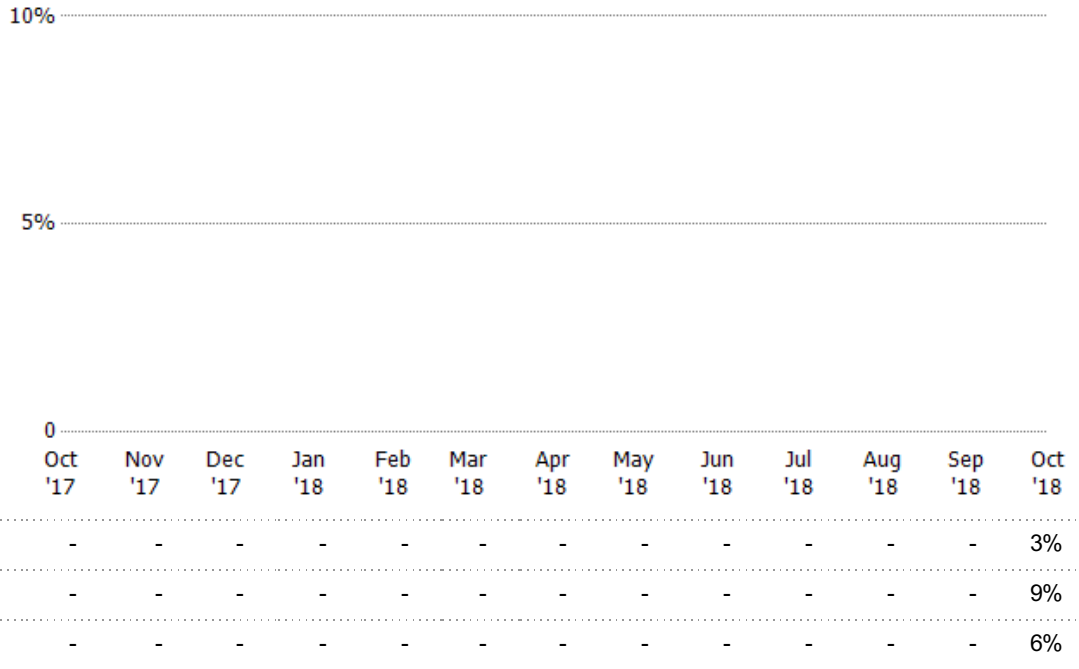 10%
5%
0
Oct Nov Dec Jan Feb Mar Apr May Jun Jul Aug Sep Oct
'17 '17 '17 '18 '18 '18 '18 '18 '18 '18 '18 '18 '18
- - - - - - - - - - - - 3%
- - - - - - - - - - - - 9%
- - - - - - - - - - - - 6%